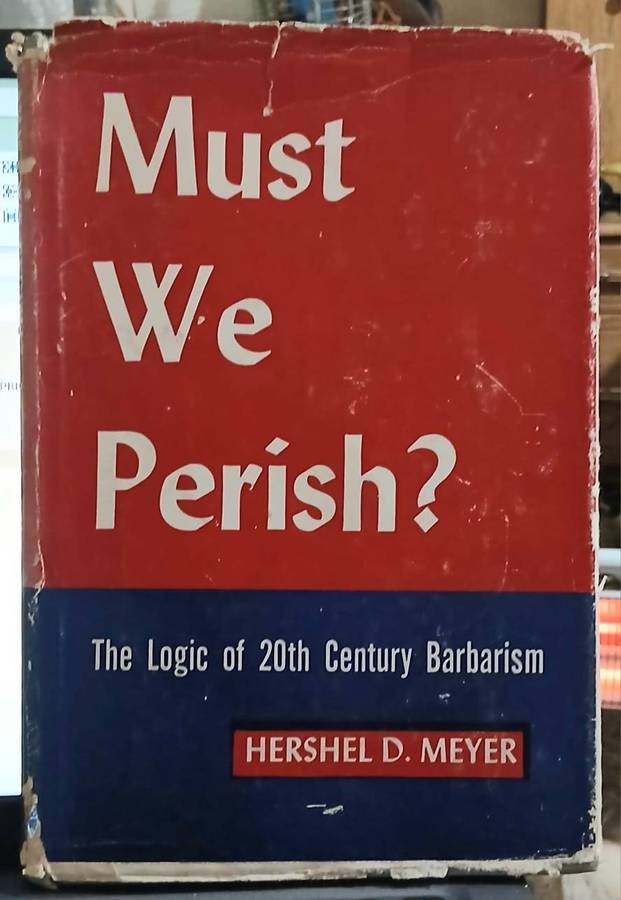 Must
We
Perish?
The Logic of 20th Century Barbarism
HERSHEL D. MEYER